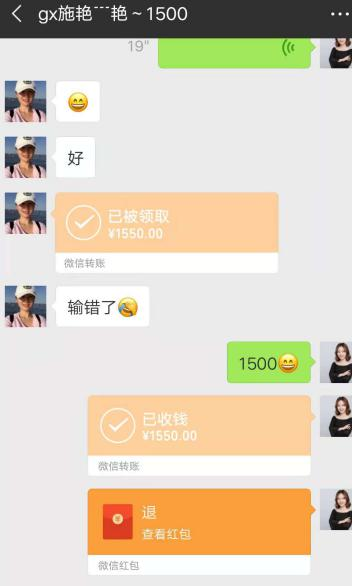 gx施艳˜˜˜艳～1500
19"
好
已被领取
¥1550.00
微信转账
输错了
1500
已收钱
¥1550.00
微信转账
退
查看红包
微信红包